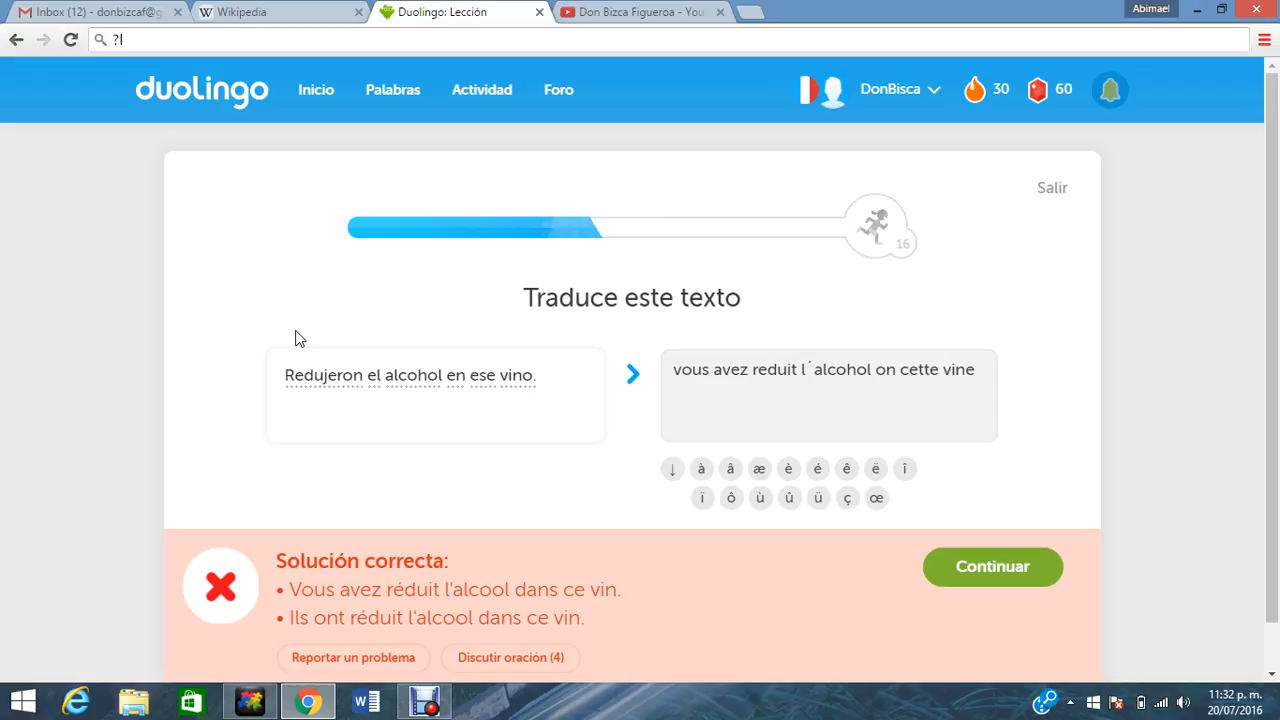 Inbox (12) - donbizcaf@g
Wikipedia
Duolingo: Lección
Don Bizca Figueroa - You
Abimael
?l
duolingo
Inicio
Palabras
Actividad
Foro
DonBisca
30
60
Salir
16
Traduce este texto
Redujeron el alcohol en ese vino.
vous avez reduit l´alcohol on cette vine
↓ à â æ è é ê ë î
ï ô ù û ü ç œ
Solución correcta:
• Vous avez réduit l'alcool dans ce vin.
• Ils ont réduit l'alcool dans ce vin.
Continuar
Reportar un problema
Discutir oración (4)
11:32 p. m.
20/07/2016